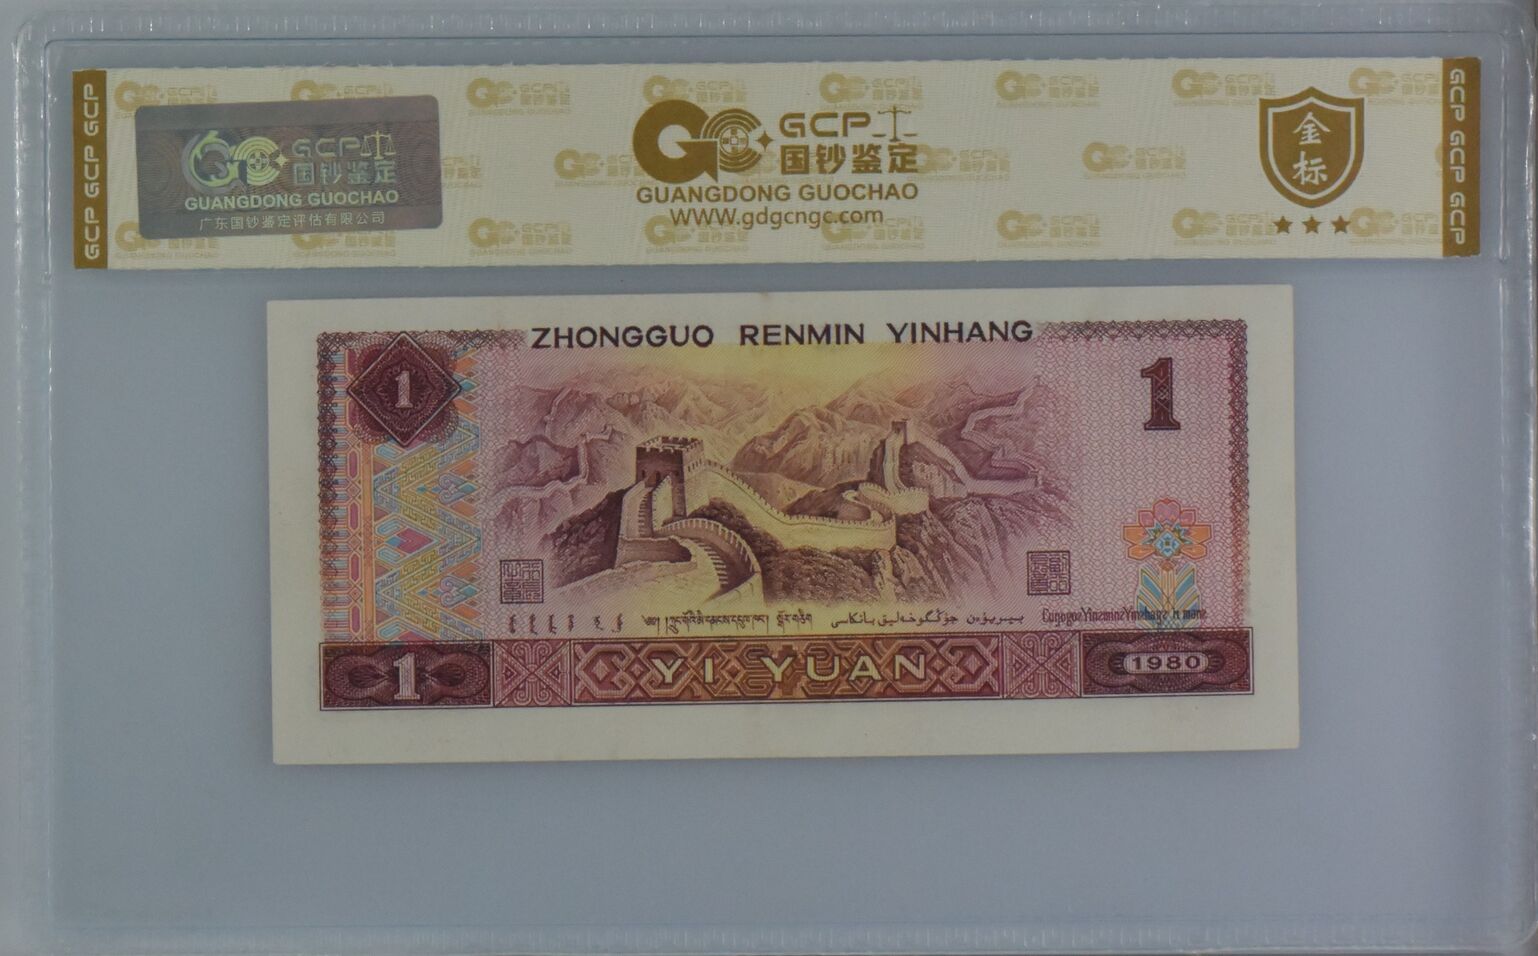 GCP GCP GCP
GCP 国钞鉴定
GUANGDONG GUOCHAO
广东国钞鉴定评估有限公司
GCP
国钞鉴定
GUANGDONG GUOCHAO
WWW.gdgcngc.com
金
标
GCP GCP GCP
ZHONGGUO RENMIN YINHANG
1
1
YI YUAN
1
1980